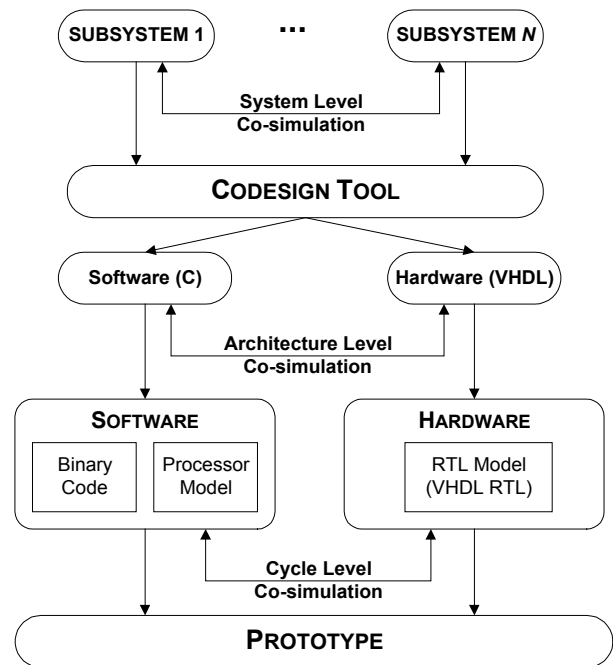 SUBSYSTEM 1
...
SUBSYSTEM N
System Level
Co-simulation
CODESIGN TOOL
Software (C)
Hardware (VHDL)
Architecture Level
Co-simulation
SOFTWARE
Binary
Code
Processor
Model
HARDWARE
RTL Model
(VHDL RTL)
Cycle Level
Co-simulation
PROTOTYPE